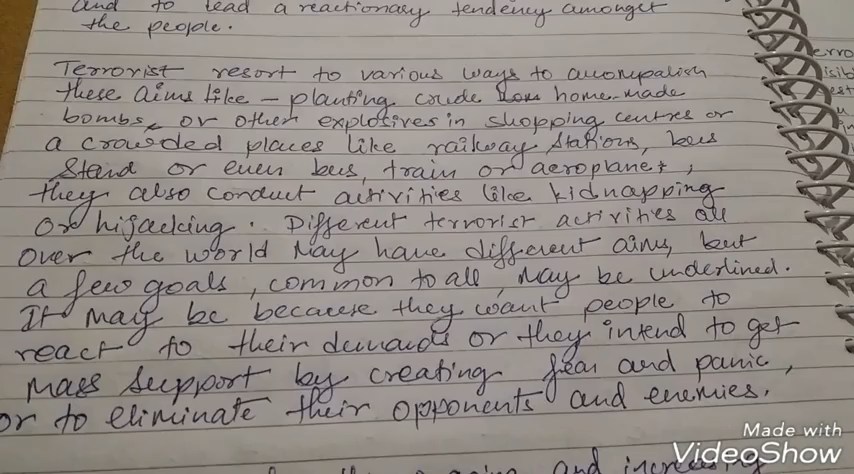 and to lead a reactionary tendency amongst
the people.
Terrorist resort to various ways to accompalish
these aims like - planting crude home-made
bombs, or other explosives in shopping centres or
a crowded places like railway stations, bus
stand or even bus, train or aeroplane;
they also conduct activities like kidnapping
or hijacking. Different terrorist activities all
over the world may have different aims, but
a few goals, common to all, may be underlined.
It may be because they want people to
react to their demands or they intend to get
mass support by creating fear and panic,
or to eliminate their opponents and enemies.
and increasing
Made with
VideoShow